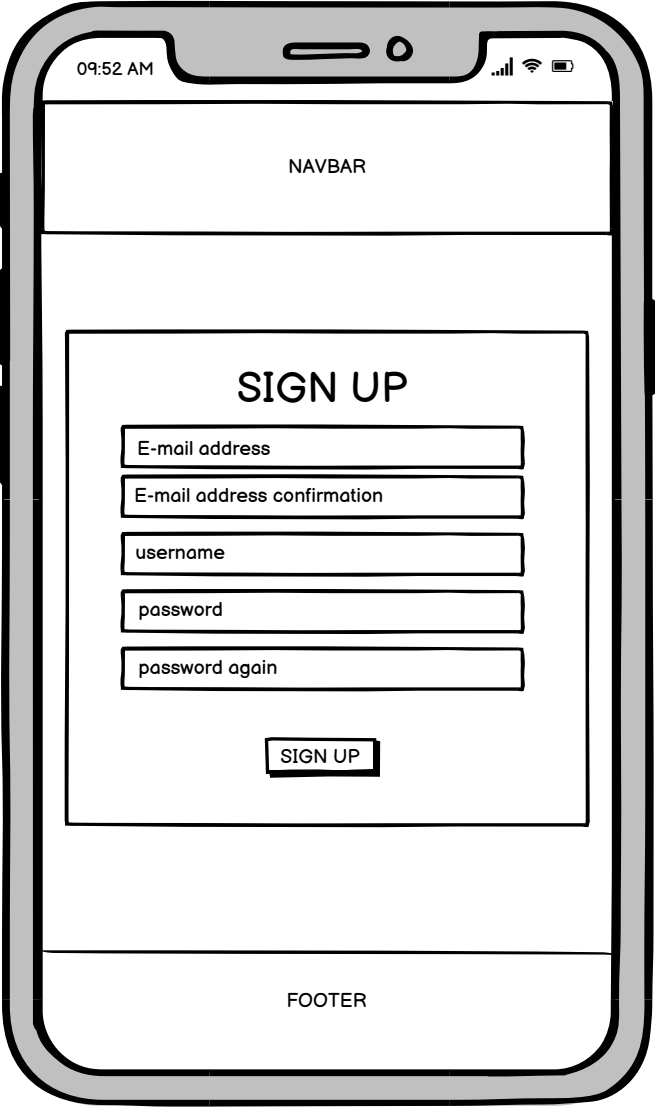 09:52 AM
NAVBAR
SIGN UP
E-mail address
E-mail address confirmation
username
password
password again
SIGN UP
FOOTER